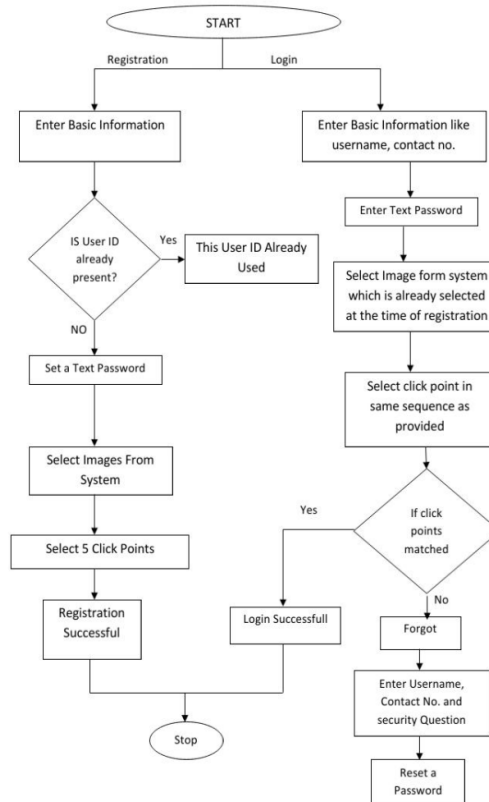 START
Registration
Login
Enter Basic Information
Enter Basic Information like
username, contact no.
IS User ID
already
present?
Yes
This User ID Already
Used
Enter Text Password
Select Image form system
which is already selected
at the time of registration
NO
Set a Text Password
Select click point in
same sequence as
provided
Select Images From
System
Yes
If click
points
matched
Select 5 Click Points
No
Registration
Successful
Login Successfull
Forgot
Enter Username,
Contact No. and
security Question
Stop
Reset a
Password